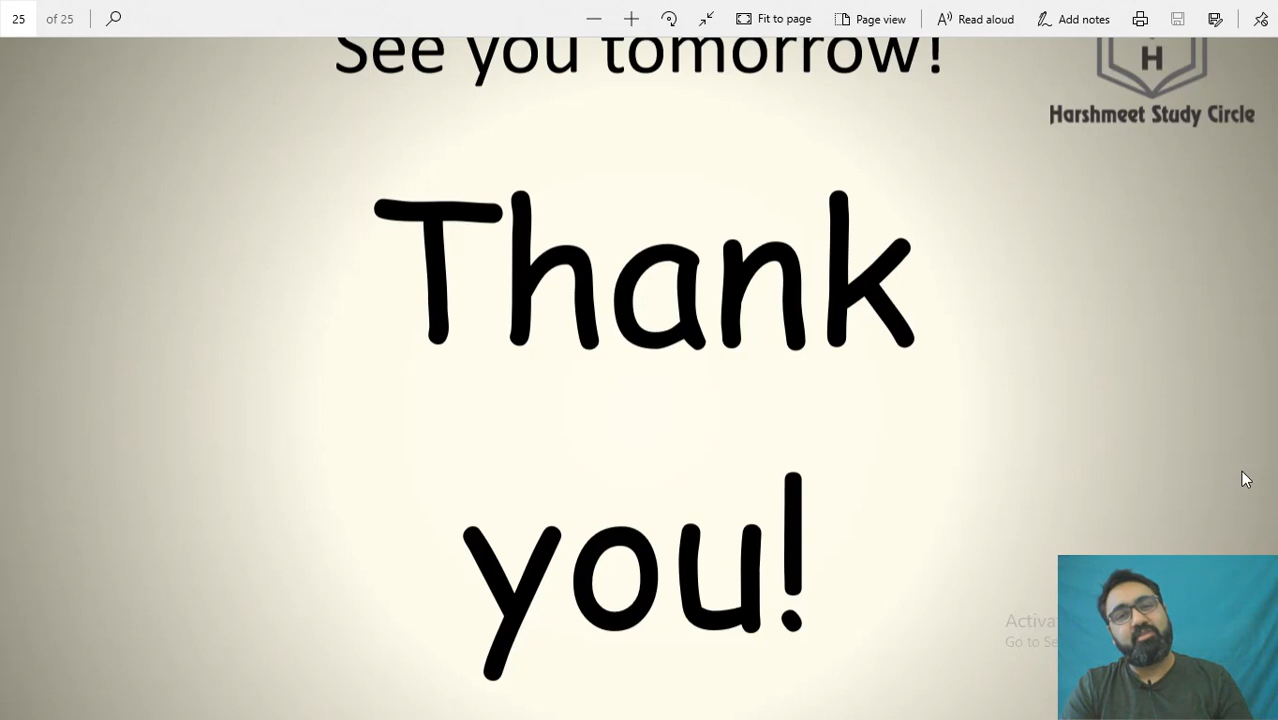 25 of 25 Fit to page Page view Read aloud Add notes
See you tomorrow!
H
Harshmeet Study Circle
Thank
you!
Activa
Go to Se